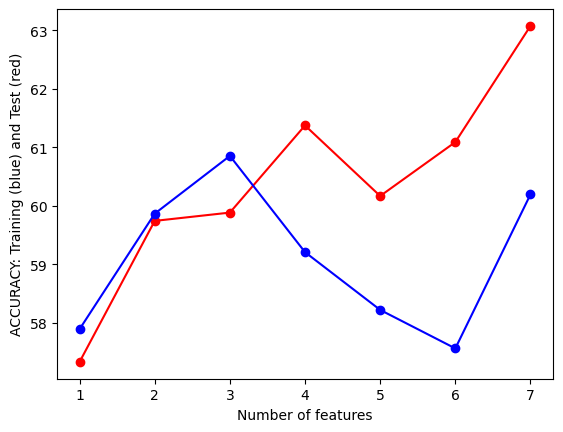 63
62
61
60
59
58
1 2 3 4 5 6 7
Number of features
ACCURACY: Training (blue) and Test (red)